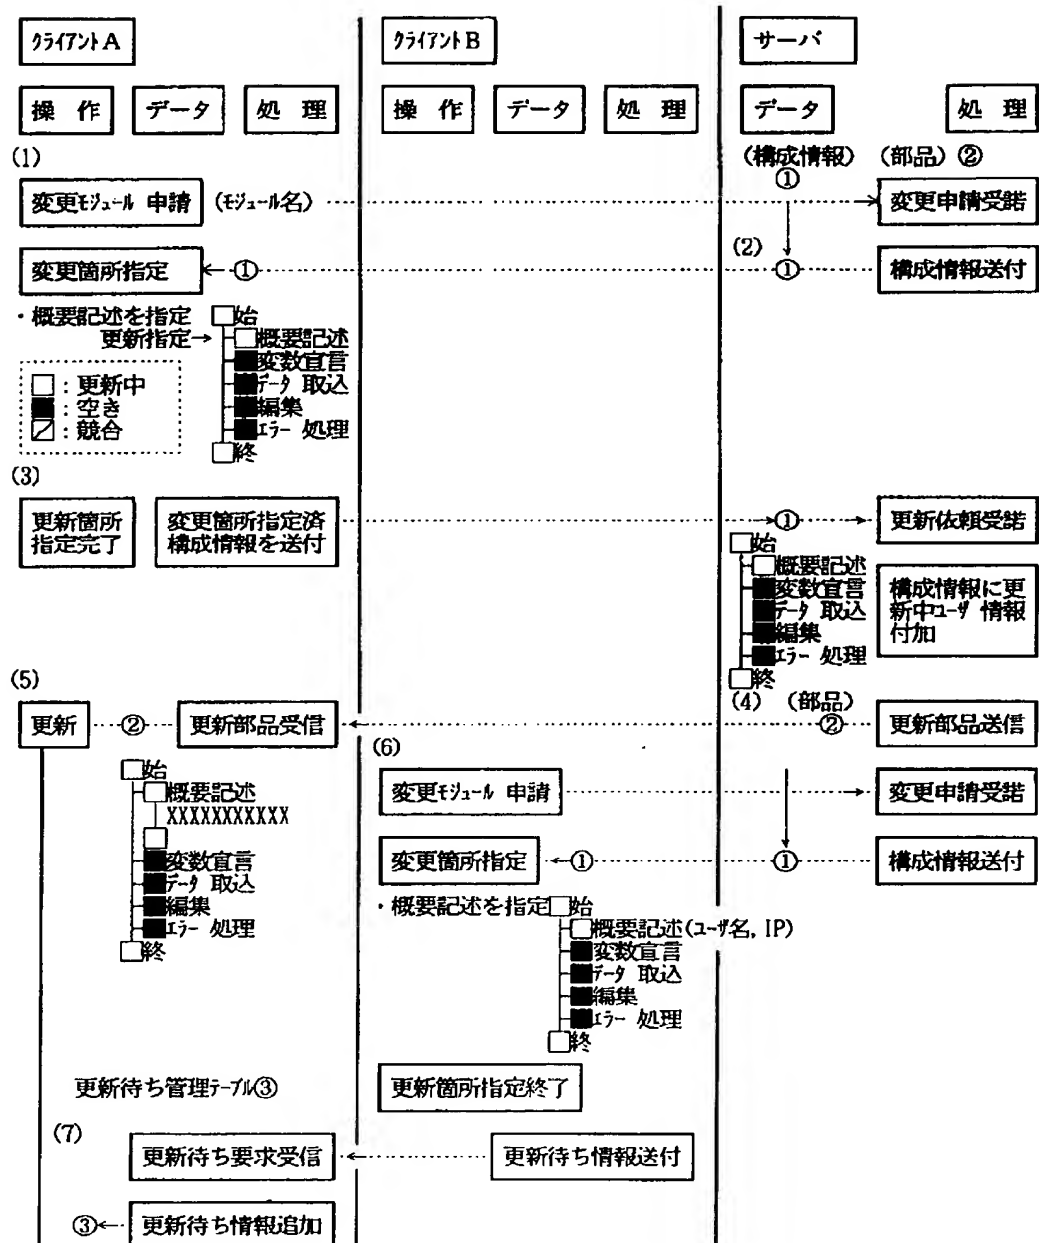 クライアントA
クライアントB
サーバ
操 作
データ
処 理
操 作
データ
処 理
データ
処 理
(1)
(構成情報)
(部品)②
①
変更モジュール 申請
(モジュール名)
変更申請受諾
(2)
変更箇所指定
①
①
構成情報送付
・概要記述を指定
更新指定→
始
概要記述
変数宣言
データ 取込
編集
エラー 処理
終
□：更新中
■：空き
〼：競合
(3)
更新箇所
指定完了
変更箇所指定済
構成情報を送付
①
更新依頼受諾
始
概要記述
変数宣言
データ 取込
編集
エラー 処理
終
構成情報に更
新中ユーザ 情報
付加
(5)
(4)
(部品)
更新
②
更新部品受信
②
更新部品送信
(6)
始
概要記述
XXXXXXXXXXX
変数宣言
データ 取込
編集
エラー 処理
終
変更モジュール 申請
変更申請受諾
変更箇所指定
①
①
構成情報送付
・概要記述を指定
始
概要記述(ユーザ名, IP)
変数宣言
データ 取込
編集
エラー 処理
終
更新待ち管理テーブル③
更新箇所指定終了
(7)
更新待ち要求受信
更新待ち情報送付
③
更新待ち情報追加